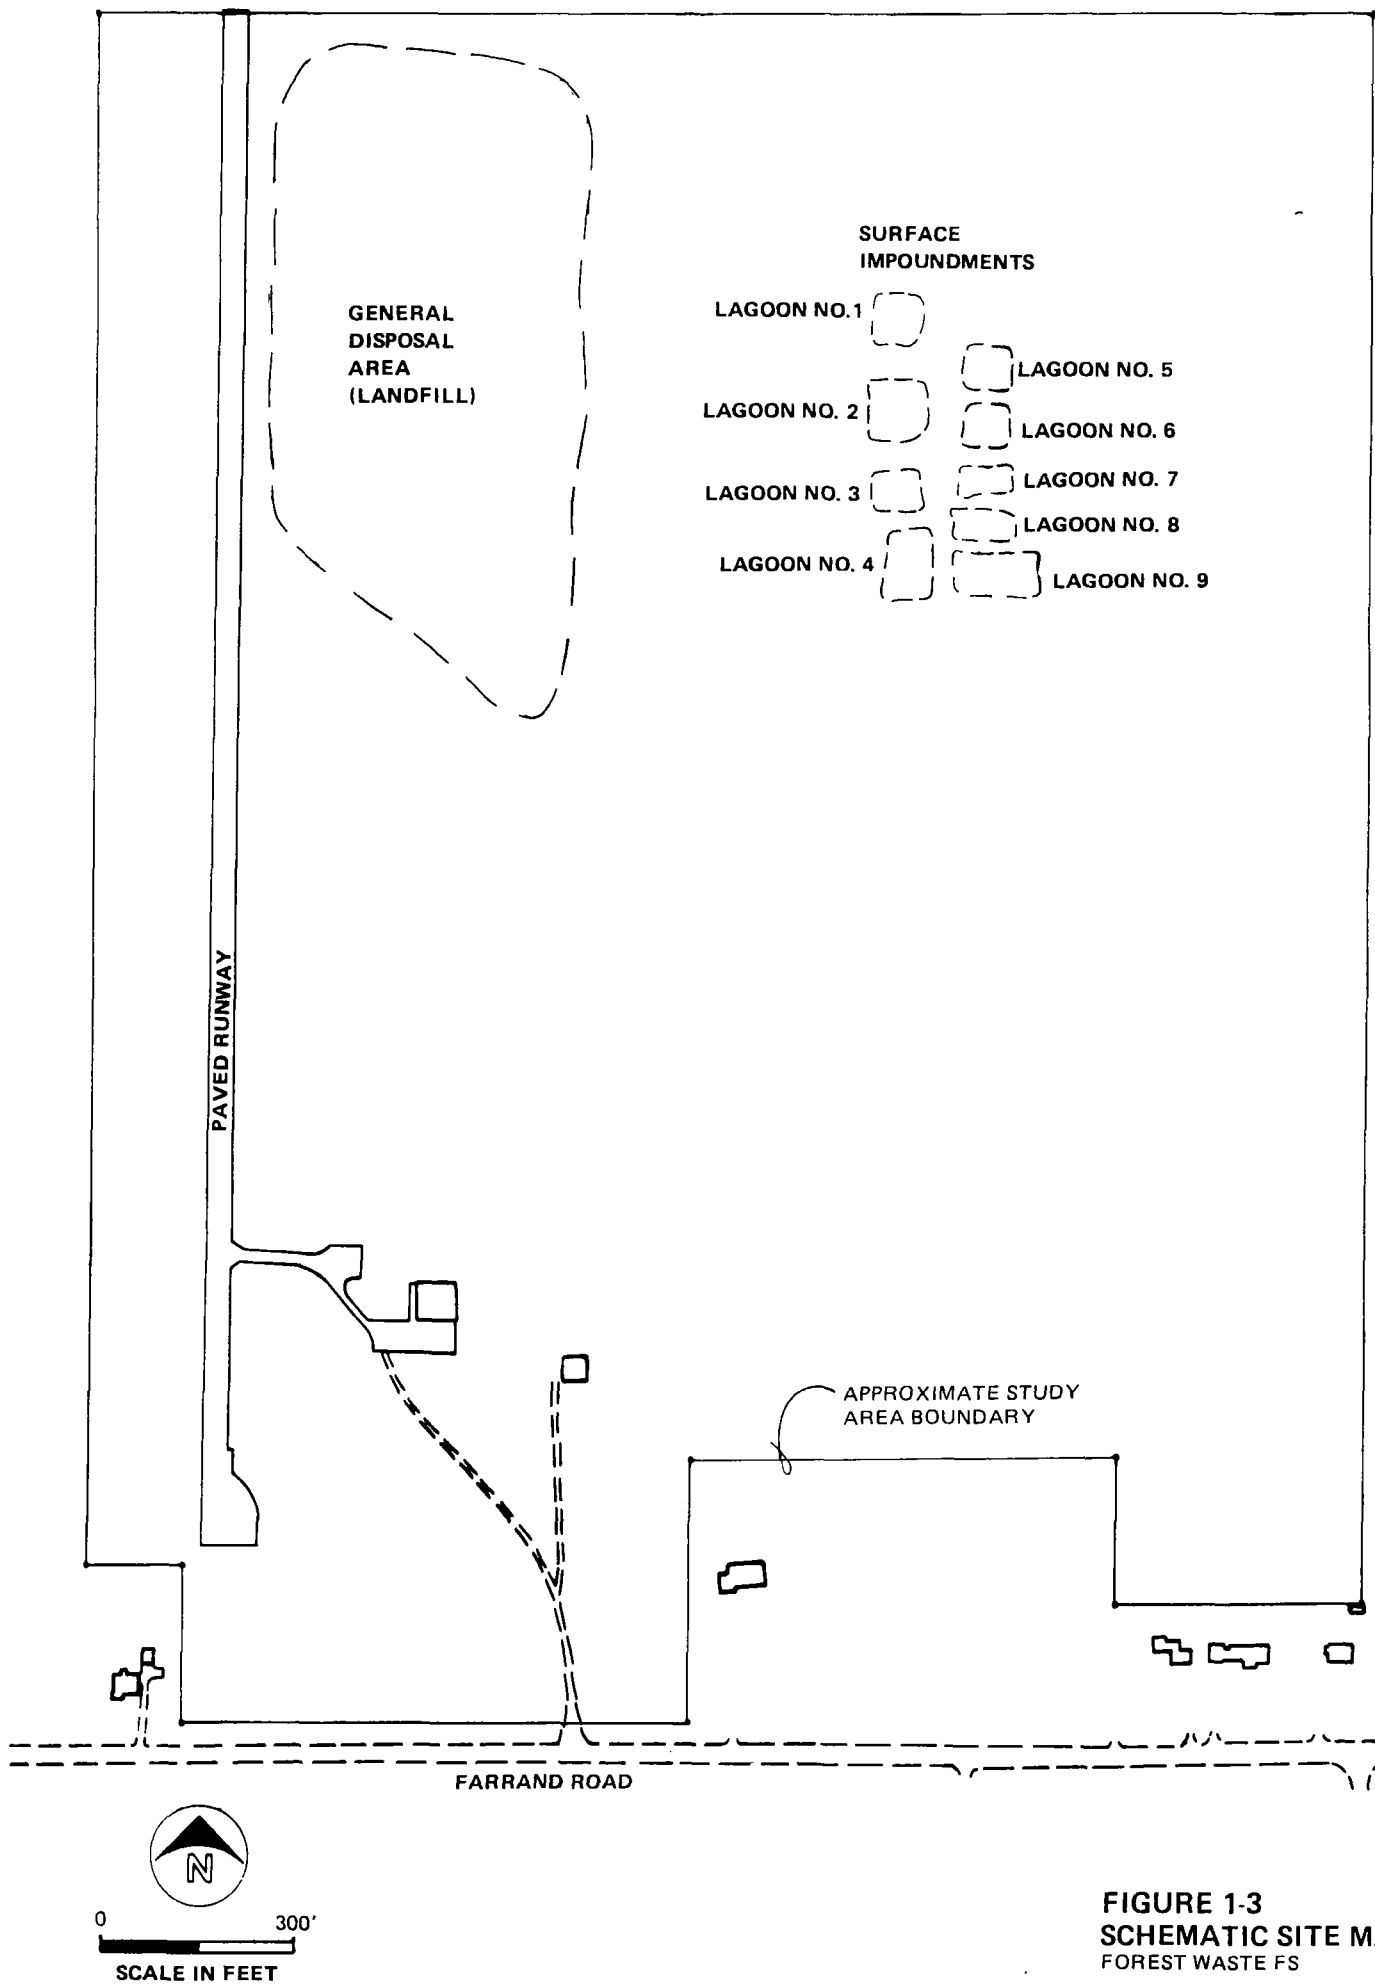 SURFACE
IMPOUNDMENTS
LAGOON NO.1
GENERAL
DISPOSAL
AREA
(LANDFILL)
LAGOON NO. 5
LAGOON NO. 2
LAGOON NO. 6
LAGOON NO. 7
LAGOON NO. 3
LAGOON NO. 8
LAGOON NO. 4
LAGOON NO. 9
PAVED RUNWAY
APPROXIMATE STUDY
AREA BOUNDARY
FARRAND ROAD
N
0 300'
SCALE IN FEET
FIGURE 1-3
SCHEMATIC SITE
FOREST WASTE FS